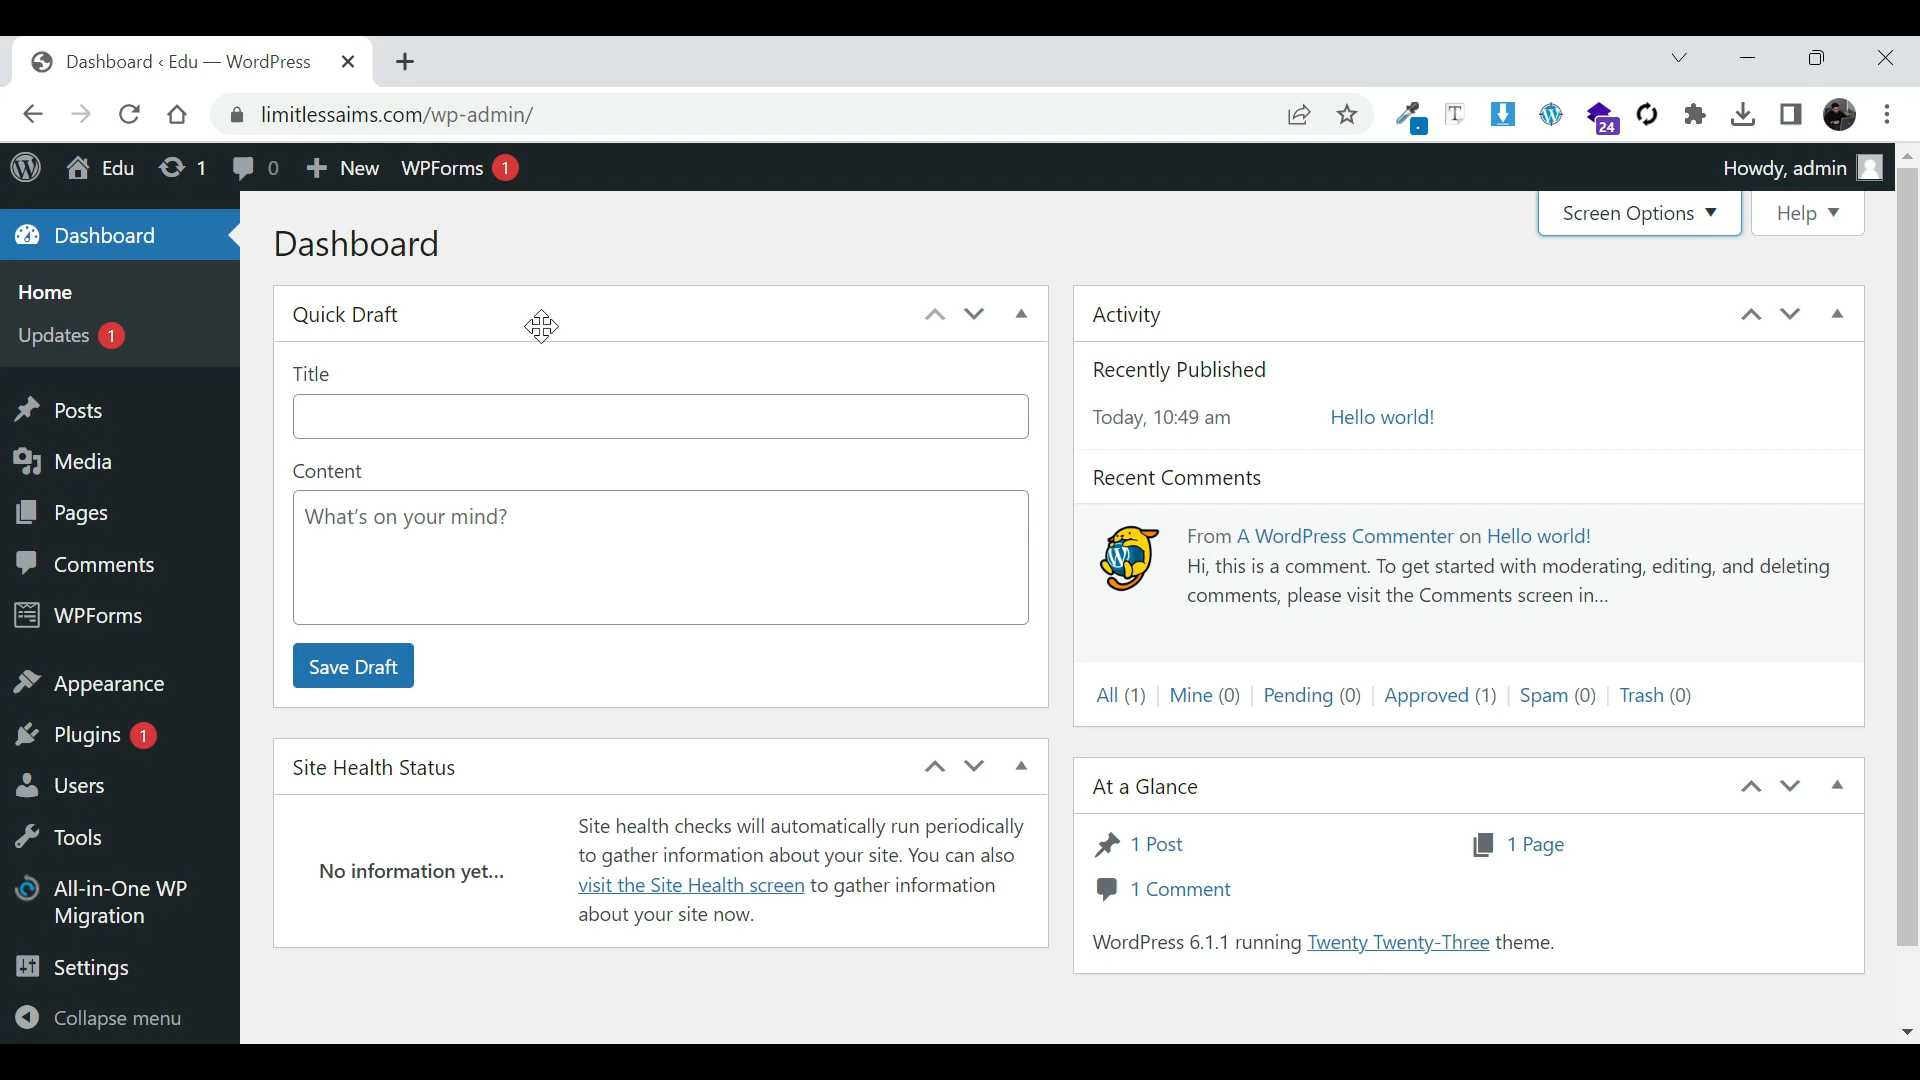 Dashboard ‹ Edu — WordPress
limitlessaims.com/wp-admin/
24
Edu 1 0 New WPForms 1 Howdy, admin
Screen Options Help
Dashboard
Home
Updates 1
Posts
Media
Pages
Comments
WPForms
Appearance
Plugins 1
Users
Tools
All-in-One WP
Migration
Settings
Collapse menu
Dashboard
Quick Draft
Title
Content
What's on your mind?
Save Draft
Site Health Status
No information yet...
Site health checks will automatically run periodically
to gather information about your site. You can also
visit the Site Health screen to gather information
about your site now.
Activity
Recently Published
Today, 10:49 am Hello world!
Recent Comments
From A WordPress Commenter on Hello world!
Hi, this is a comment. To get started with moderating, editing, and deleting
comments, please visit the Comments screen in...
All (1) | Mine (0) | Pending (0) | Approved (1) | Spam (0) | Trash (0)
At a Glance
1 Post 1 Page
1 Comment
WordPress 6.1.1 running Twenty Twenty-Three theme.